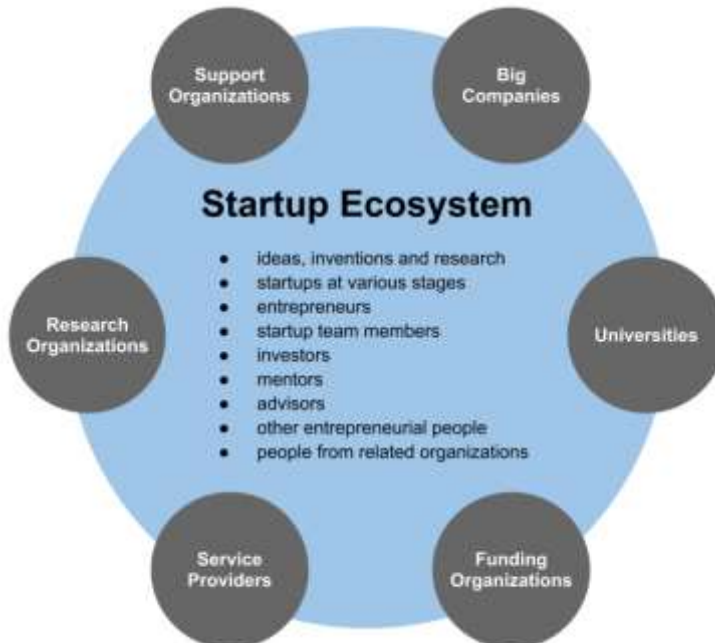 Support
Organizations
Big
Companies
Startup Ecosystem
● ideas, inventions and research
● startups at various stages
● entrepreneurs
● startup team members
● investors
● mentors
● advisors
● other entrepreneurial people
● people from related organizations
Research
Organizations
Universities
Service
Providers
Funding
Organizations